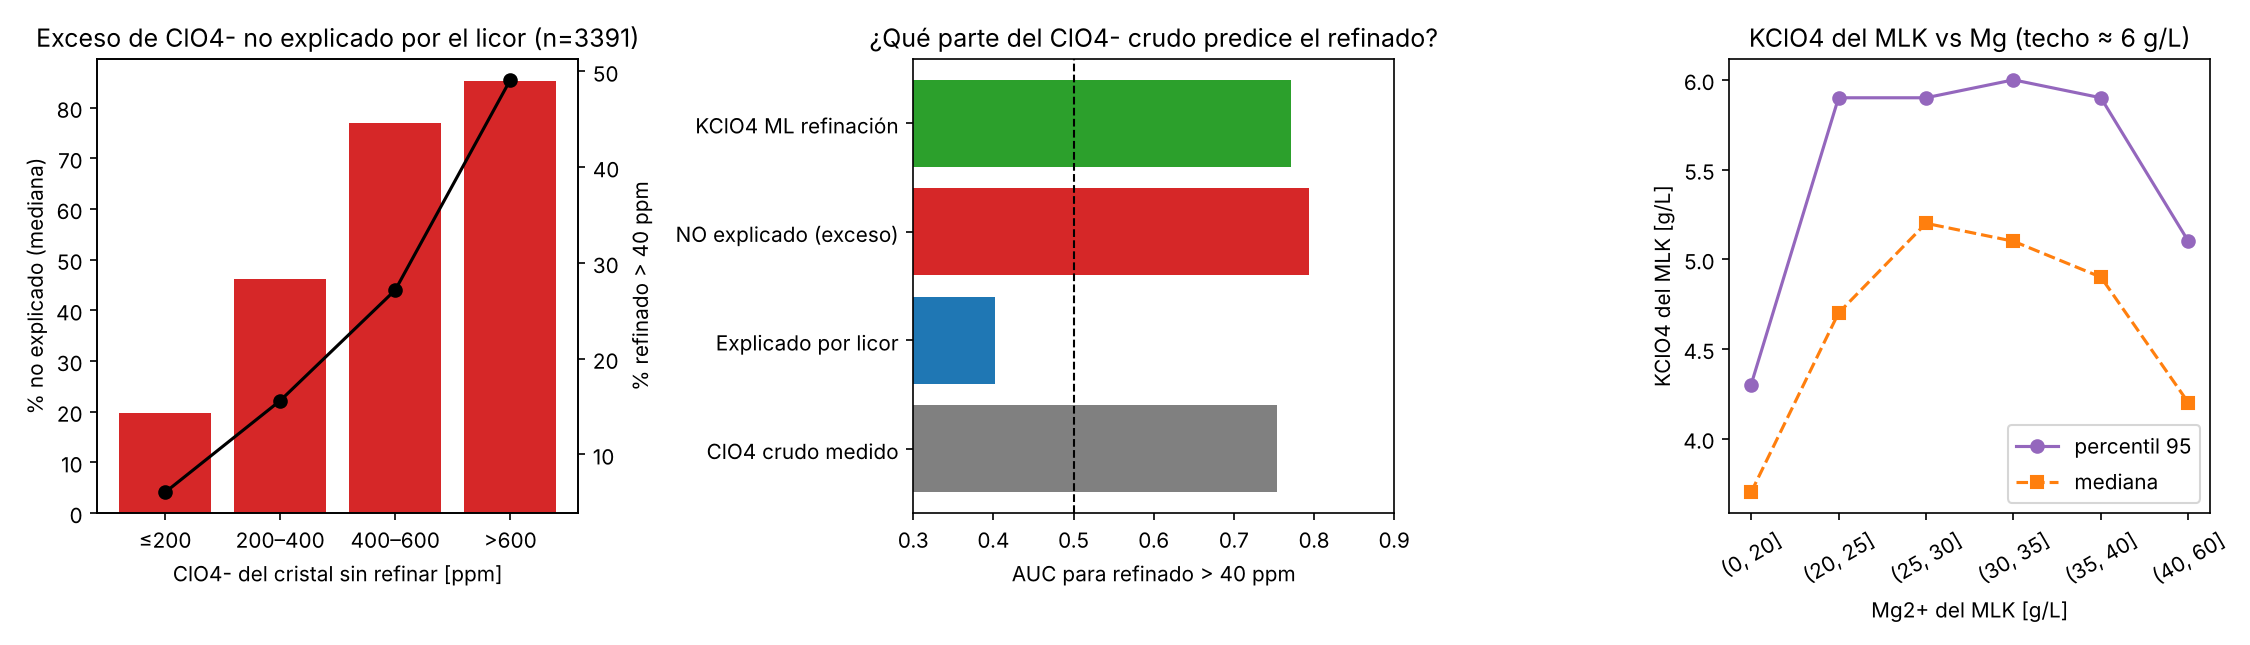 Exceso de ClO4- no explicado por el licor (n=3391)
% no explicado (mediana)
80
70
60
50
40
30
20
10
0
≤200
200–400
400–600
>600
ClO4- del cristal sin refinar [ppm]
50
40
30
20
10
% refinado > 40 ppm
¿Qué parte del ClO4- crudo predice el refinado?
KClO4 ML refinación
NO explicado (exceso)
Explicado por licor
ClO4 crudo medido
0.3
0.4
0.5
0.6
0.7
0.8
0.9
AUC para refinado > 40 ppm
KClO4 del MLK vs Mg (techo ≈ 6 g/L)
KClO4 del MLK [g/L]
6.0
5.5
5.0
4.5
4.0
percentil 95
mediana
(0, 20]
(20, 25]
(25, 30]
(30, 35]
(35, 40]
(40, 60]
Mg2+ del MLK [g/L]